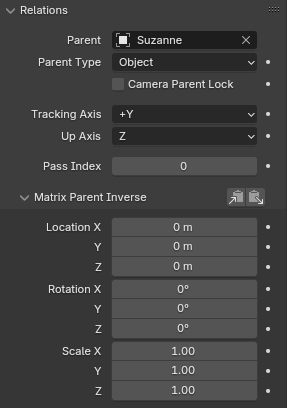 Relations
Parent Suzanne
Parent Type Object
Camera Parent Lock
Tracking Axis +Y
Up Axis Z
Pass Index 0
Matrix Parent Inverse
Location X 0 m
Y 0 m
Z 0 m
Rotation X 0°
Y 0°
Z 0°
Scale X 1.00
Y 1.00
Z 1.00